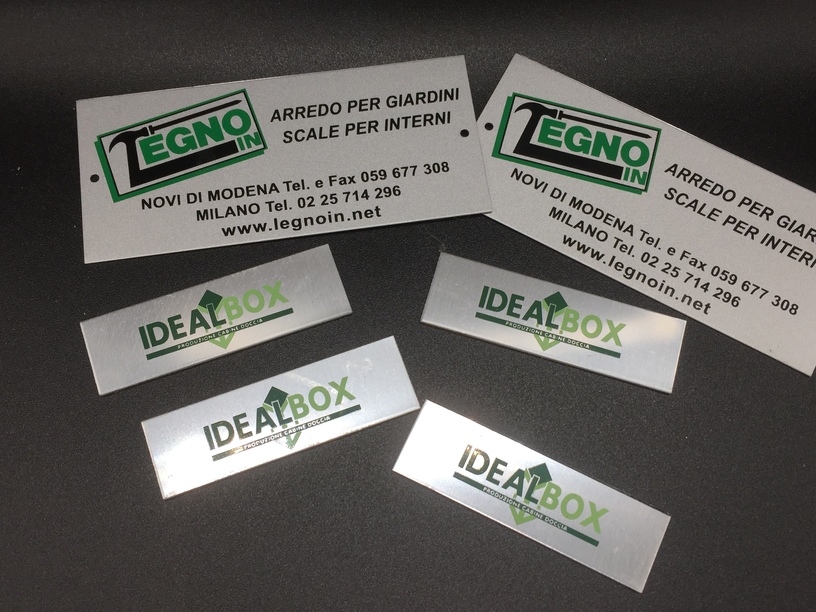 LEGNO
IN
ARREDO PER GIARDINI
SCALE PER INTERNI
NOVI DI MODENA Tel. e Fax 059 677 308
MILANO Tel. 02 25 714 296
www.legnoin.net
LEGNO
IN
ARREDO PER GIAR
SCALE PER INTERN
NOVI DI MODENA Tel. e Fax 059 677 308
MILANO Tel. 02 25 714 296
www.legnoin.net
IDEALBOX
PRODUZIONE CABINE DOCCIA
IDEALBOX
PRODUZIONE CABINE DOCCIA
IDEALBOX
PRODUZIONE CABINE DOCCIA
IDEALBOX
PRODUZIONE CABINE DOCCIA